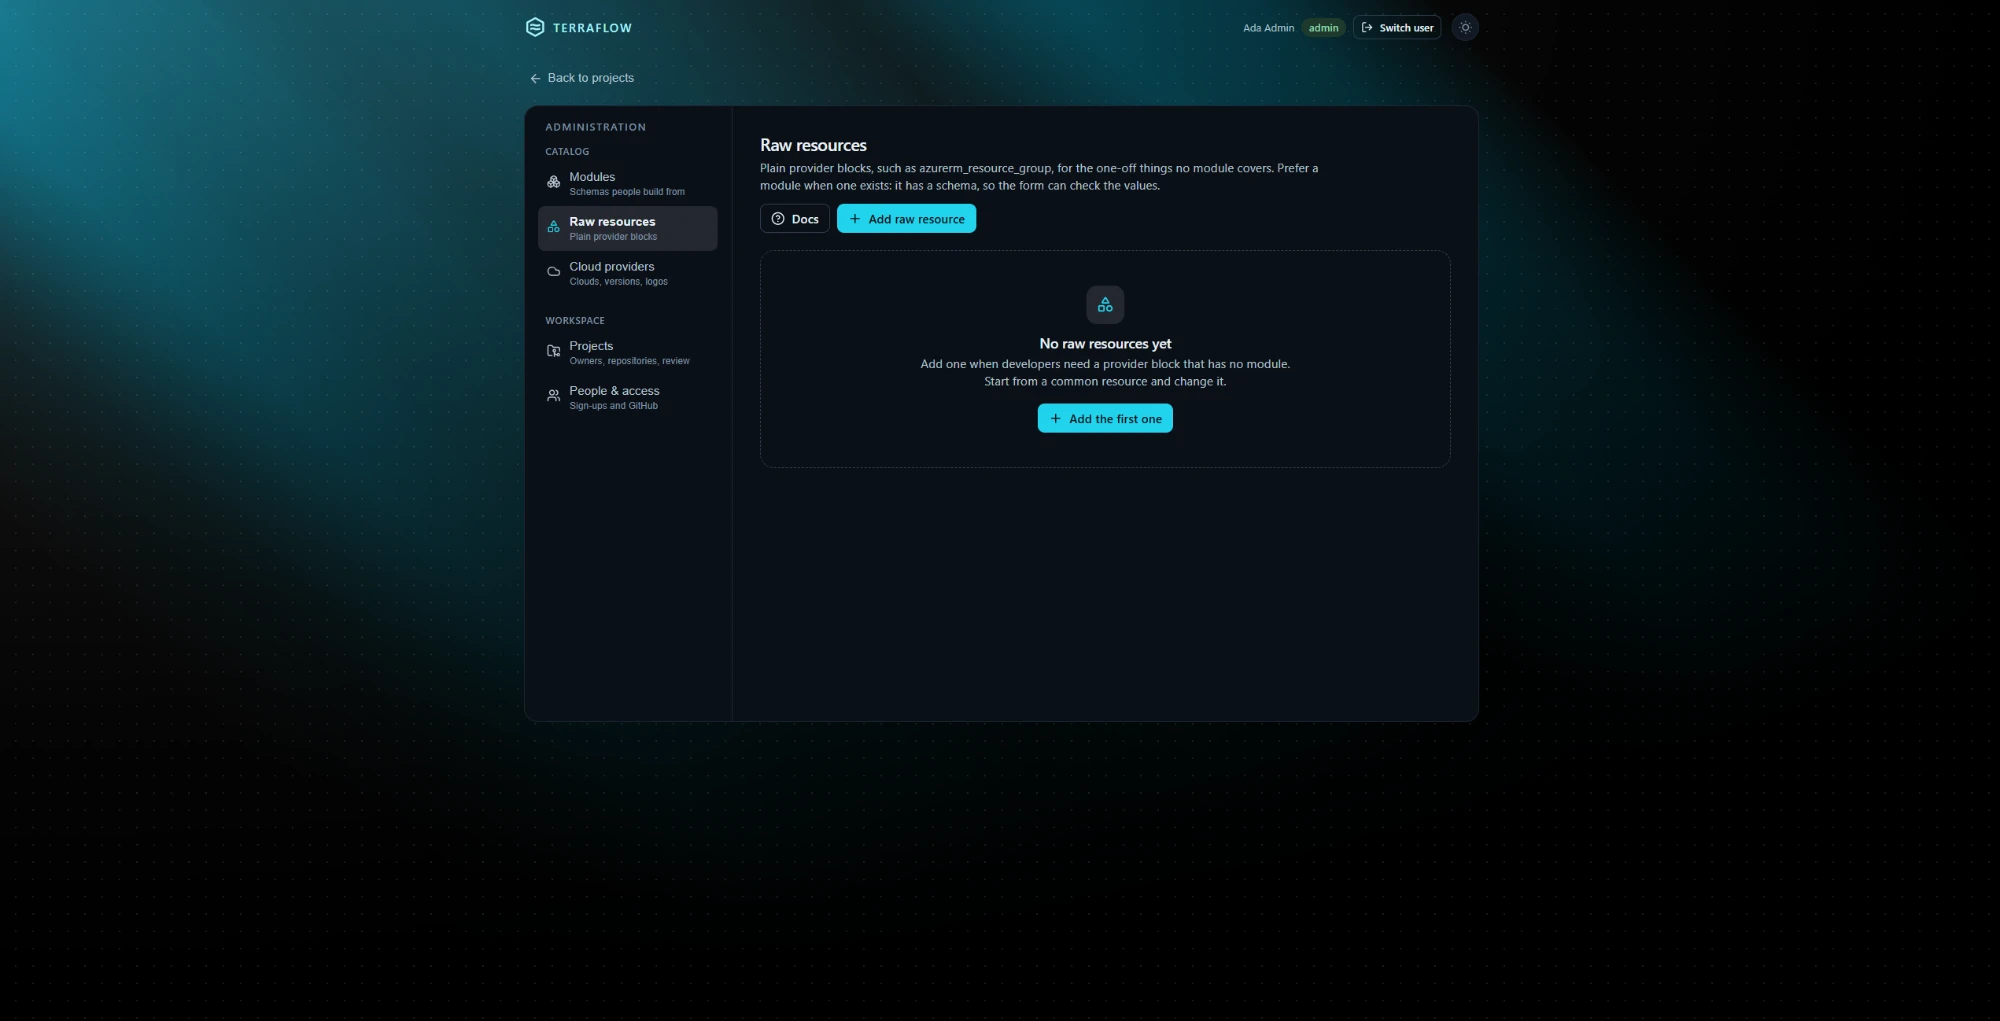 TERRAFLOW
Ada Admin admin Switch user
Back to projects
ADMINISTRATION
CATALOG
Modules
Schemas people build from
Raw resources
Plain provider blocks
Cloud providers
Clouds, versions, logos
WORKSPACE
Projects
Owners, repositories, review
People & access
Sign-ups and GitHub
Raw resources
Plain provider blocks, such as azurerm_resource_group, for the one-off things no module covers. Prefer a
module when one exists: it has a schema, so the form can check the values.
Docs + Add raw resource
No raw resources yet
Add one when developers need a provider block that has no module.
Start from a common resource and change it.
+ Add the first one